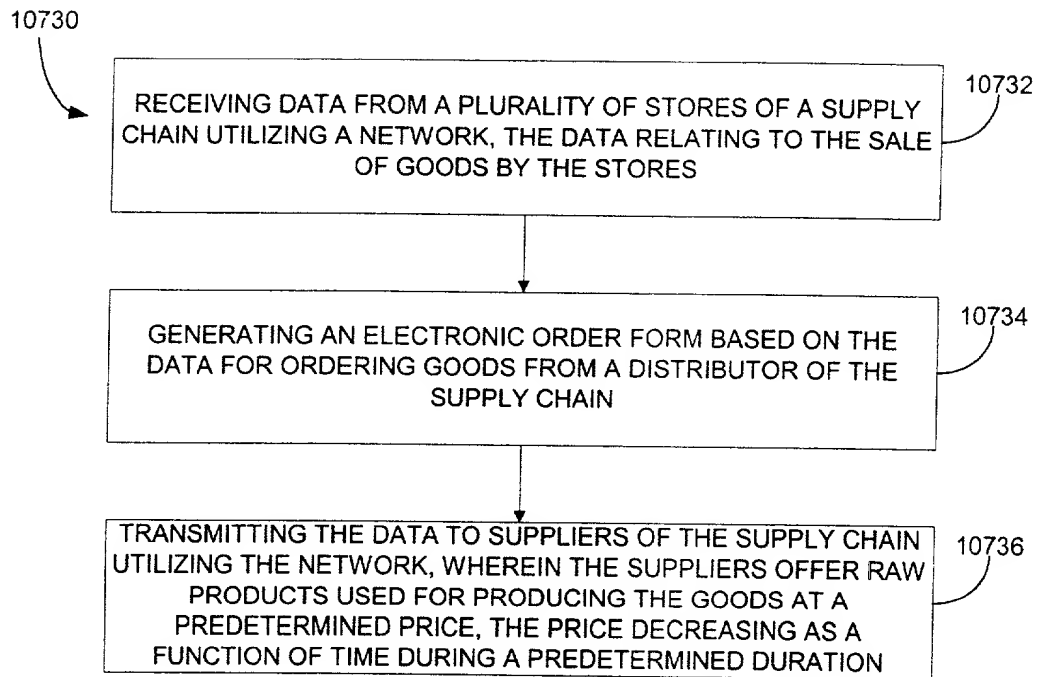 10730
RECEIVING DATA FROM A PLURALITY OF STORES OF A SUPPLY
CHAIN UTILIZING A NETWORK, THE DATA RELATING TO THE SALE
OF GOODS BY THE STORES
10732
GENERATING AN ELECTRONIC ORDER FORM BASED ON THE
DATA FOR ORDERING GOODS FROM A DISTRIBUTOR OF THE
SUPPLY CHAIN
10734
TRANSMITTING THE DATA TO SUPPLIERS OF THE SUPPLY CHAIN
UTILIZING THE NETWORK, WHEREIN THE SUPPLIERS OFFER RAW
PRODUCTS USED FOR PRODUCING THE GOODS AT A
PREDETERMINED PRICE, THE PRICE DECREASING AS A
FUNCTION OF TIME DURING A PREDETERMINED DURATION
10736